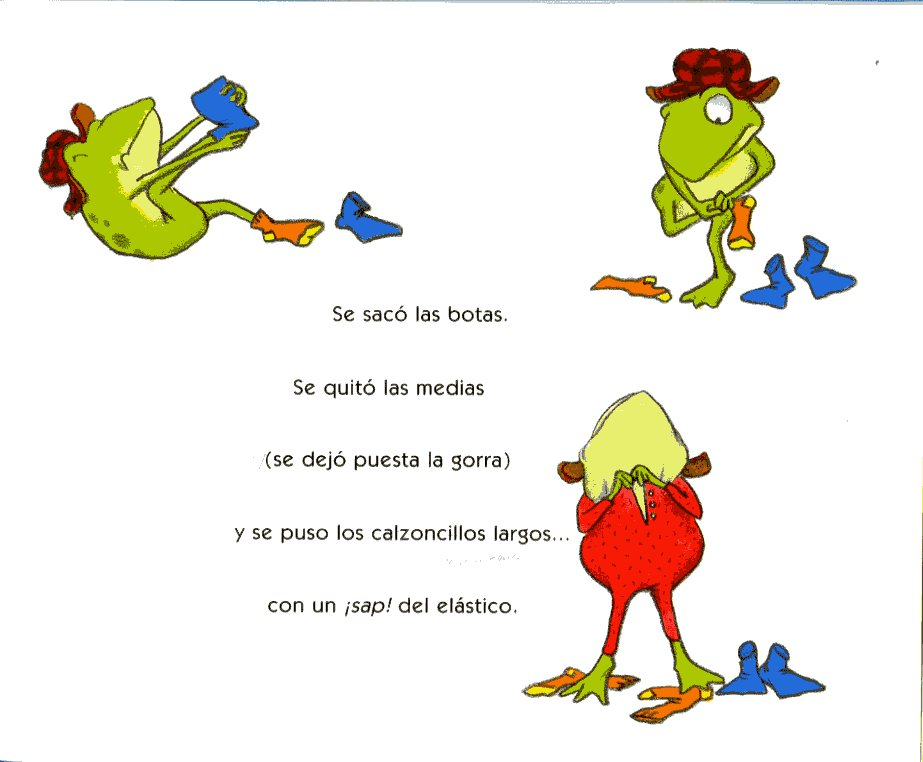 Se sacó las botas.
Se quitó las medias
(se dejó puesta la gorra)
y se puso los calzoncillos largos...
con un ¡sap! del elástico.